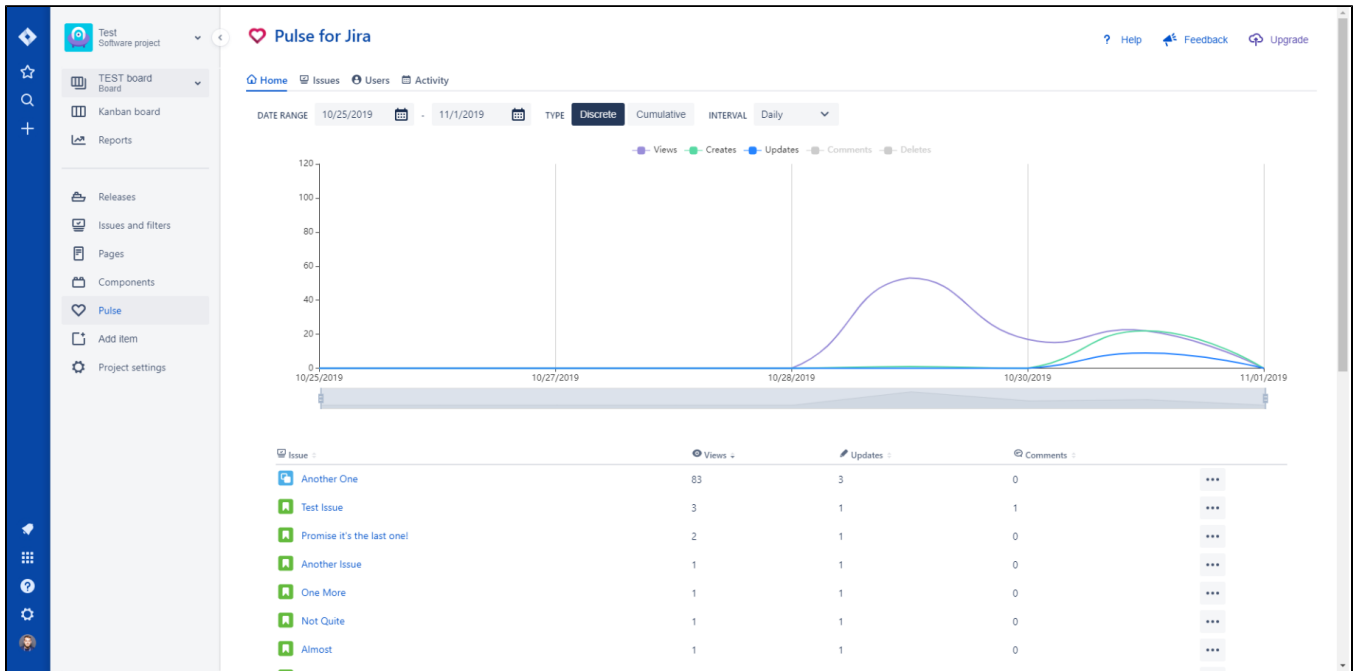 Test
Software project
TEST board
Board
Kanban board
Reports
Releases
Issues and filters
Pages
Components
Pulse
Add item
Project settings
Pulse for Jira
? Help Feedback Upgrade
Home Issues Users Activity
DATE RANGE 10/25/2019 - 11/1/2019 TYPE Discrete Cumulative INTERVAL Daily
Views Creates Updates Comments Deletes
120
100
80
60
40
20
0
10/25/2019 10/27/2019 10/28/2019 10/30/2019 11/01/2019
Issue Views Updates Comments
Another One 83 3 0
Test Issue 3 1 1
Promise it's the last one! 2 1 0
Another Issue 1 1 0
One More 1 1 0
Not Quite 1 1 0
Almost 1 1 0